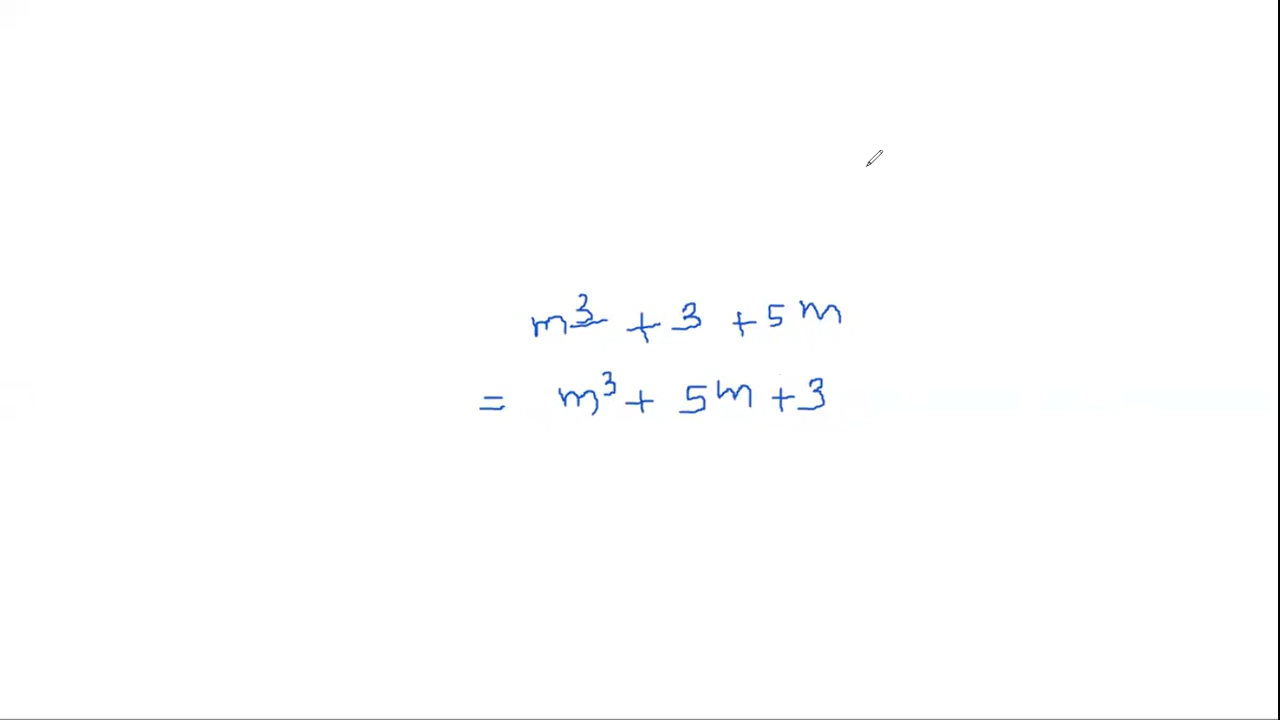 m³ + 3 + 5m
= m³ + 5m + 3